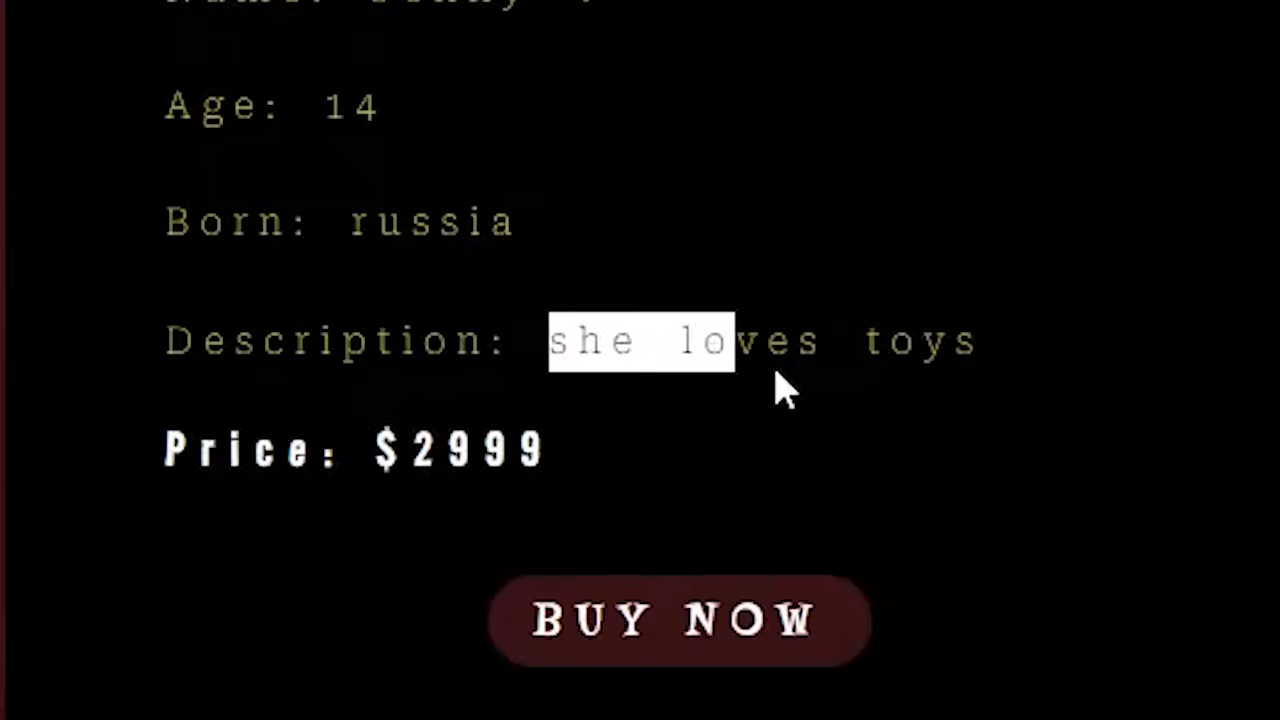 Age: 14
Born: russia
Description: she loves toys
Price: $2999
BUY NOW